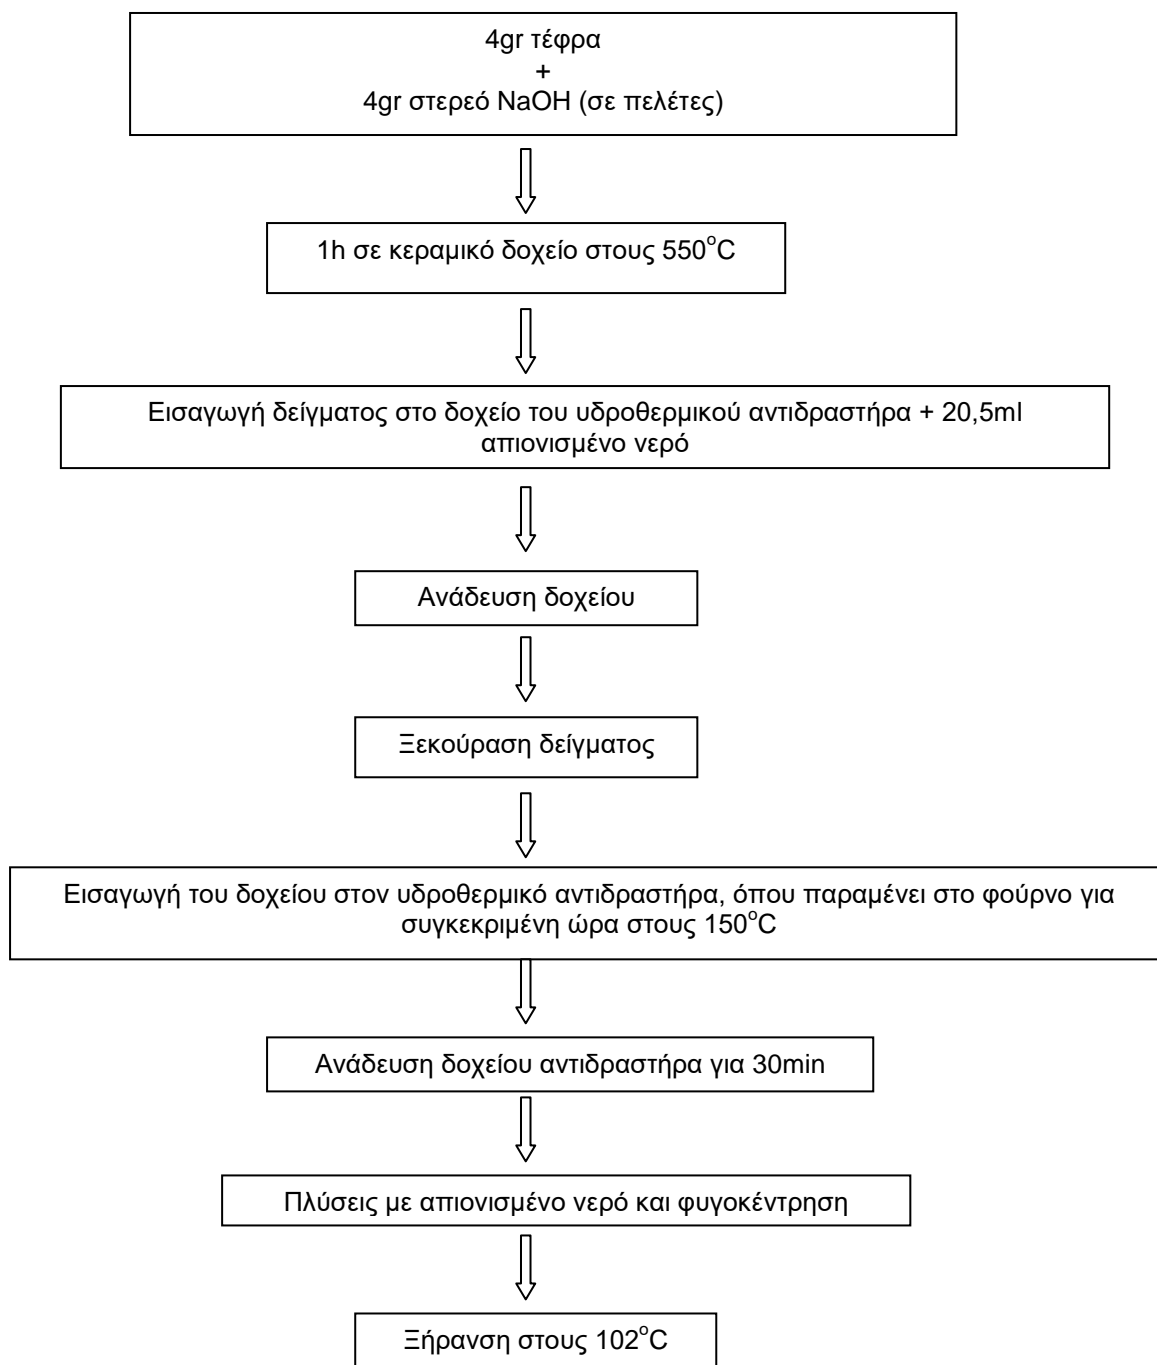 4gr τέφρα
+
4gr στερεό NaOH (σε πελέτες)
1h σε κεραμικό δοχείο στους 550°C
Εισαγωγή δείγματος στο δοχείο του υδροθερμικού αντιδραστήρα + 20,5ml
απιονισμένο νερό
Ανάδευση δοχείου
Ξεκούραση δείγματος
Εισαγωγή του δοχείου στον υδροθερμικό αντιδραστήρα, όπου παραμένει στο φούρνο για
συγκεκριμένη ώρα στους 150°C
Ανάδευση δοχείου αντιδραστήρα για 30min
Πλύσεις με απιονισμένο νερό και φυγοκέντρηση
Ξήρανση στους 102°C